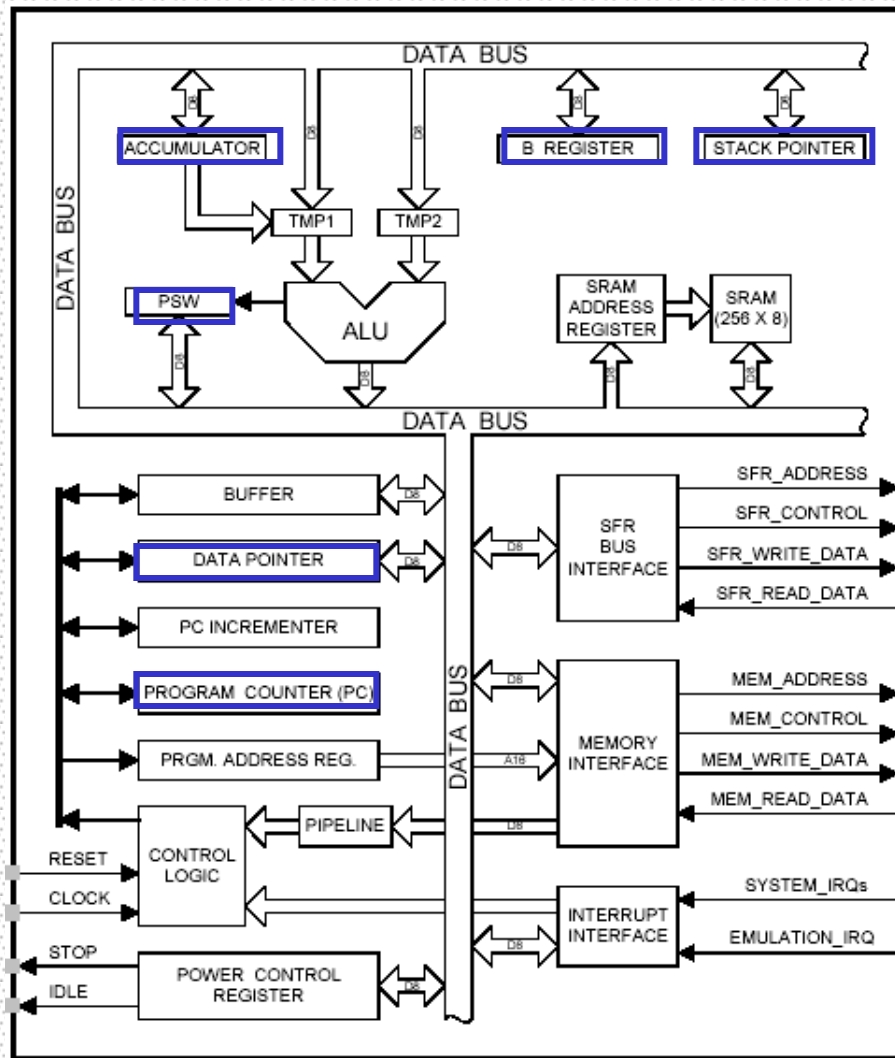 DATA BUS
D8
D8
D8
D8
D8
ACCUMULATOR
B REGISTER
STACK POINTER
DATA BUS
TMP1
TMP2
PSW
ALU
SRAM
ADDRESS
REGISTER
SRAM
(256 X 8)
D8
D8
D8
D8
DATA BUS
BUFFER
D8
DATA POINTER
D8
PC INCREMENTER
PROGRAM COUNTER (PC)
PRGM. ADDRESS REG.
A16
DATA BUS
D8
SFR
BUS
INTERFACE
SFR_ADDRESS
SFR_CONTROL
SFR_WRITE_DATA
SFR_READ_DATA
D8
MEMORY
INTERFACE
MEM_ADDRESS
MEM_CONTROL
MEM_WRITE_DATA
MEM_READ_DATA
PIPELINE
D8
CONTROL
LOGIC
RESET
CLOCK
INTERRUPT
INTERFACE
D8
SYSTEM_IRQs
EMULATION_IRQ
STOP
IDLE
POWER CONTROL
REGISTER
D8